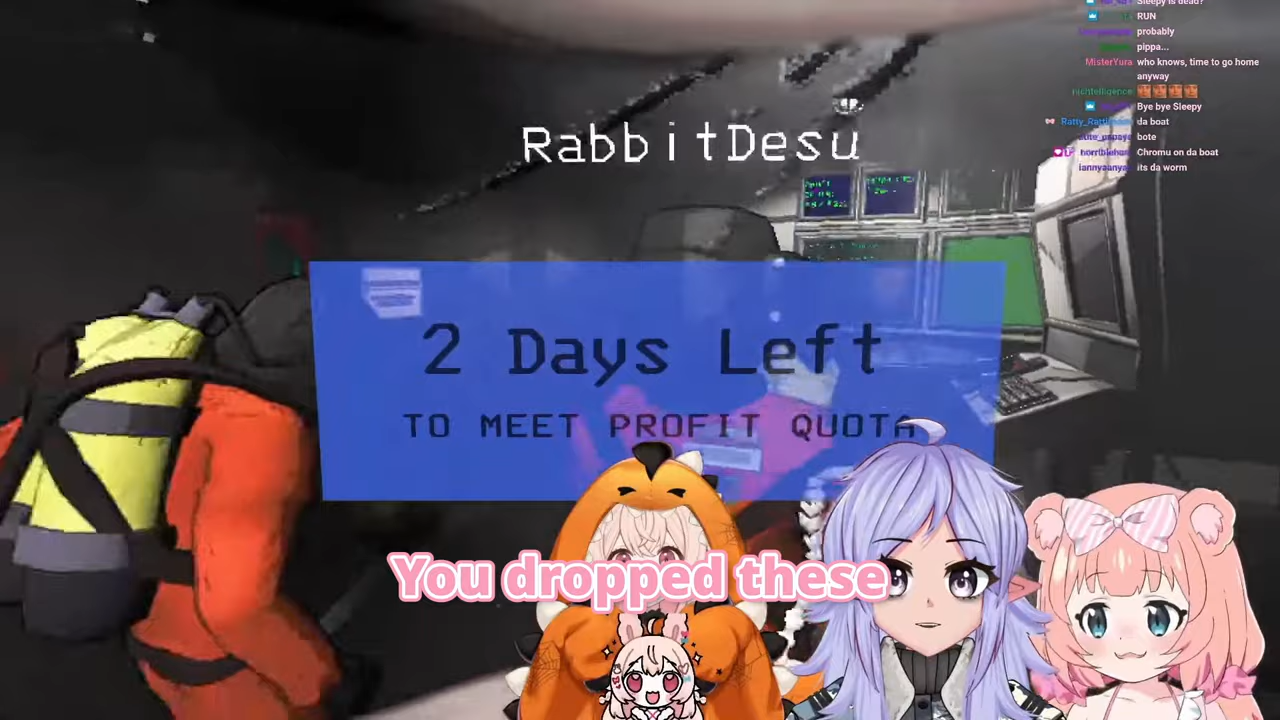 Sleepy is dead?
RUN
probably
pippa...
MisterYura who knows, time to go home
anyway
richtelligence
Bye bye Sleepy
da boat
bote
Chromu on da boat
iannyaanya its da worm
RabbitDesu
2 Days Left
TO MEET PROFIT QUOTA
You dropped these